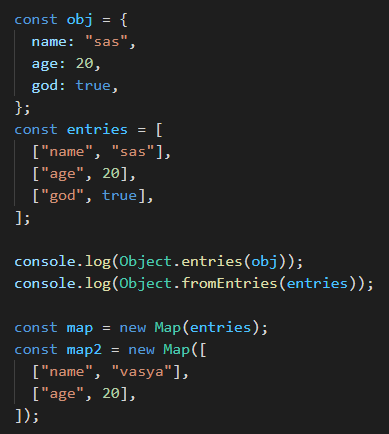 const obj = {
  name: "sas",
  age: 20,
  god: true,
};
const entries = [
  ["name", "sas"],
  ["age", 20],
  ["god", true],
];

console.log(Object.entries(obj));
console.log(Object.fromEntries(entries));

const map = new Map(entries);
const map2 = new Map([
  ["name", "vasya"],
  ["age", 20],
]);